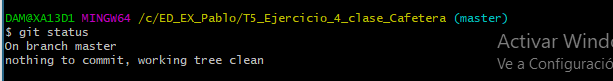 DAM@XA13D1 MINGW64 /c/ED_EX_Pablo/T5_Ejercicio_4_clase_Cafetera (master)
$ git status
On branch master
nothing to commit, working tree clean
Activar Wind
Ve a Configuració